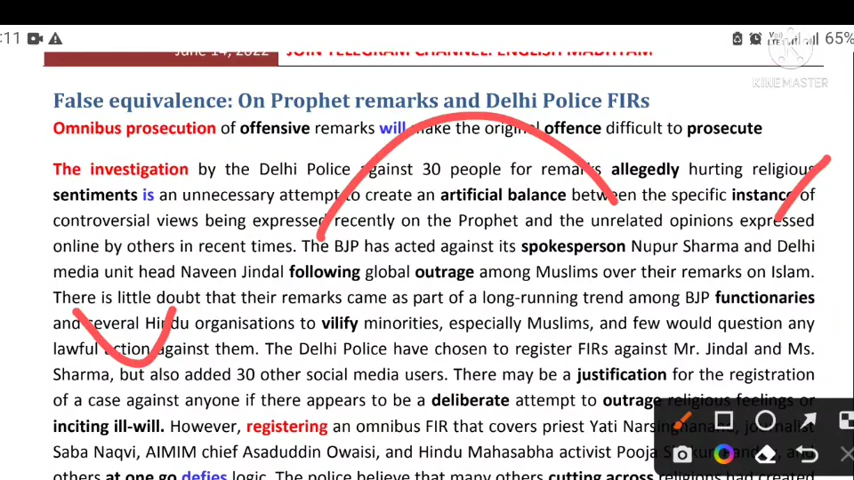 :11 65%
June 14, 2022 JOIN TELEGRAM CHANNEL: ENGLISH MADHYAM
KINEMASTER
False equivalence: On Prophet remarks and Delhi Police FIRs
Omnibus prosecution of offensive remarks will make the original offence difficult to prosecute
The investigation by the Delhi Police against 30 people for remarks allegedly hurting religious
sentiments is an unnecessary attempt to create an artificial balance between the specific instance of
controversial views being expressed recently on the Prophet and the unrelated opinions expressed
online by others in recent times. The BJP has acted against its spokesperson Nupur Sharma and Delhi
media unit head Naveen Jindal following global outrage among Muslims over their remarks on Islam.
There is little doubt that their remarks came as part of a long-running trend among BJP functionaries
and several Hindu organisations to vilify minorities, especially Muslims, and few would question any
lawful action against them. The Delhi Police have chosen to register FIRs against Mr. Jindal and Ms.
Sharma, but also added 30 other social media users. There may be a justification for the registration
of a case against anyone if there appears to be a deliberate attempt to outrage religious feelings or
inciting ill-will. However, registering an omnibus FIR that covers priest Yati Narsinghanand, journalist
Saba Naqvi, AIMIM chief Asaduddin Owaisi, and Hindu Mahasabha activist Pooja
others at one go defies logic. The police believe that many others cutting across religions had created